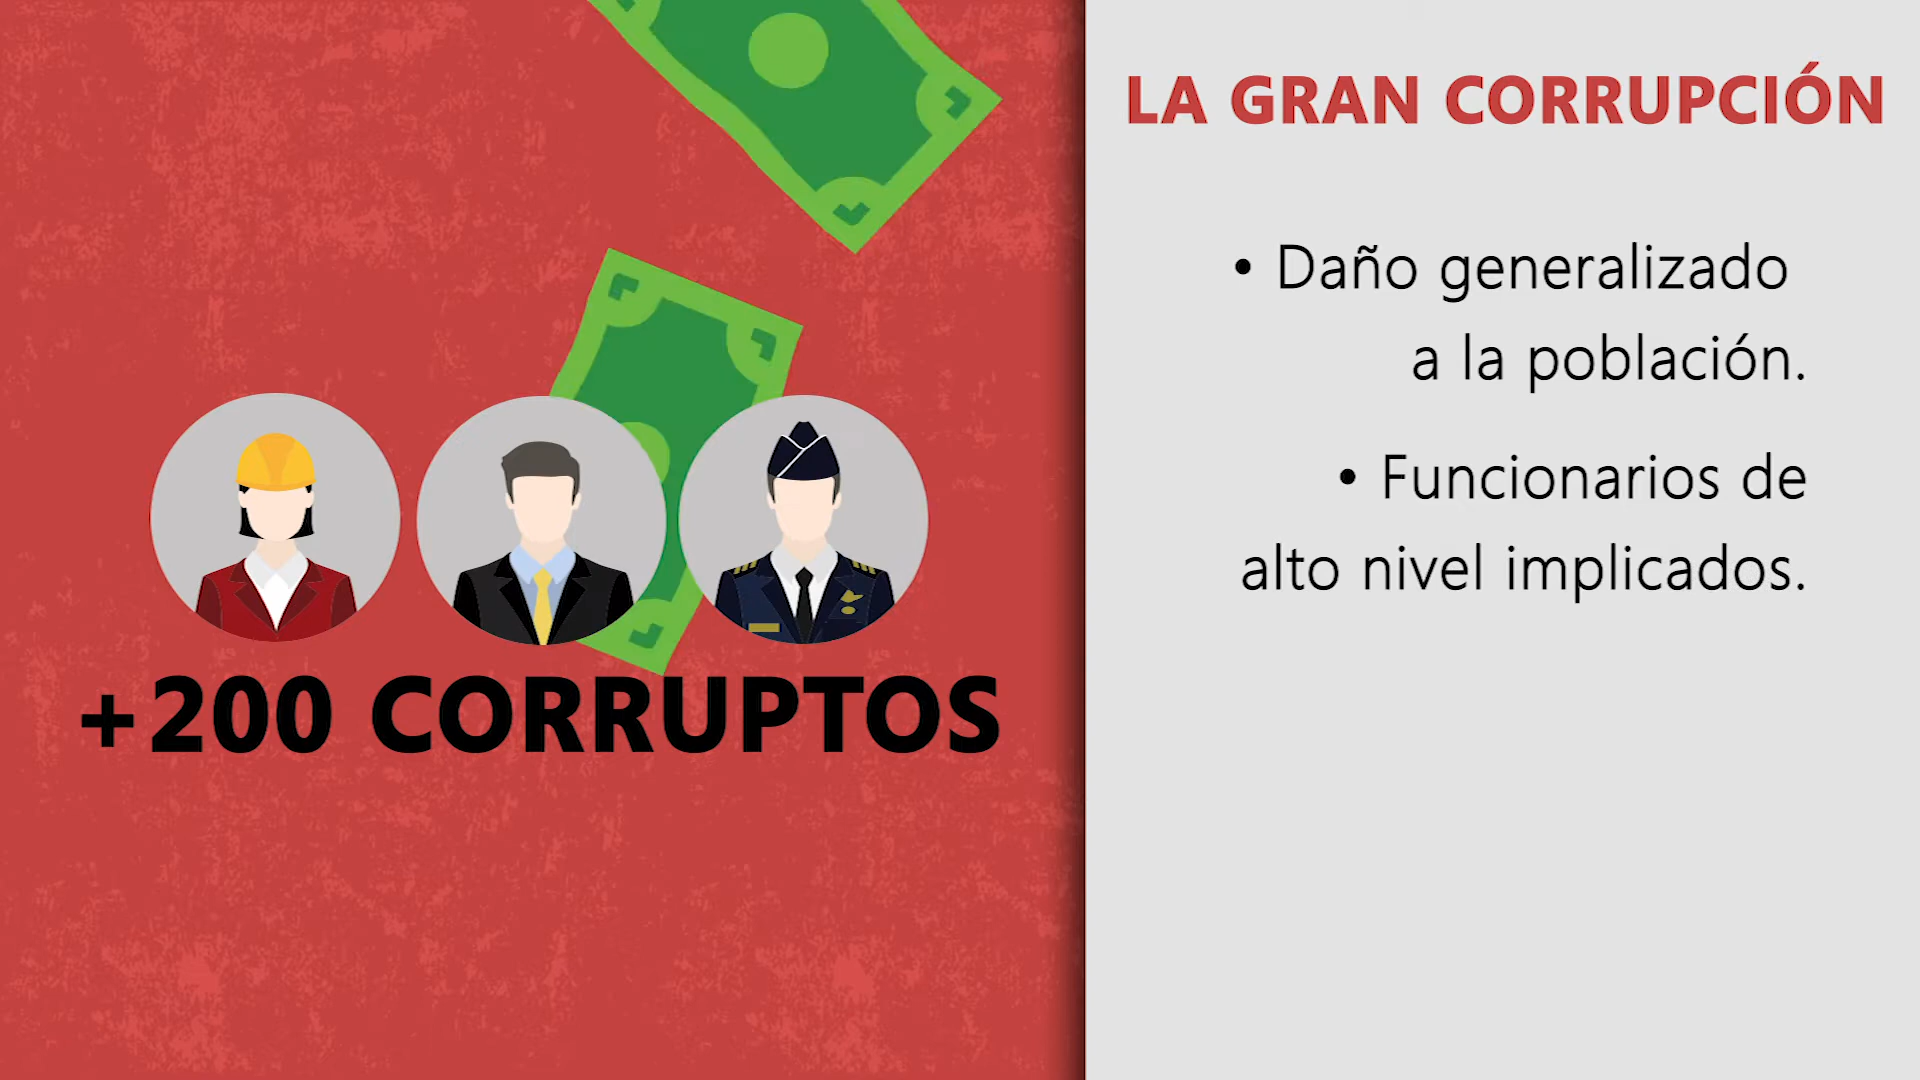 +200 CORRUPTOS
LA GRAN CORRUPCIÓN
• Daño generalizado
a la población.
• Funcionarios de
alto nivel implicados.